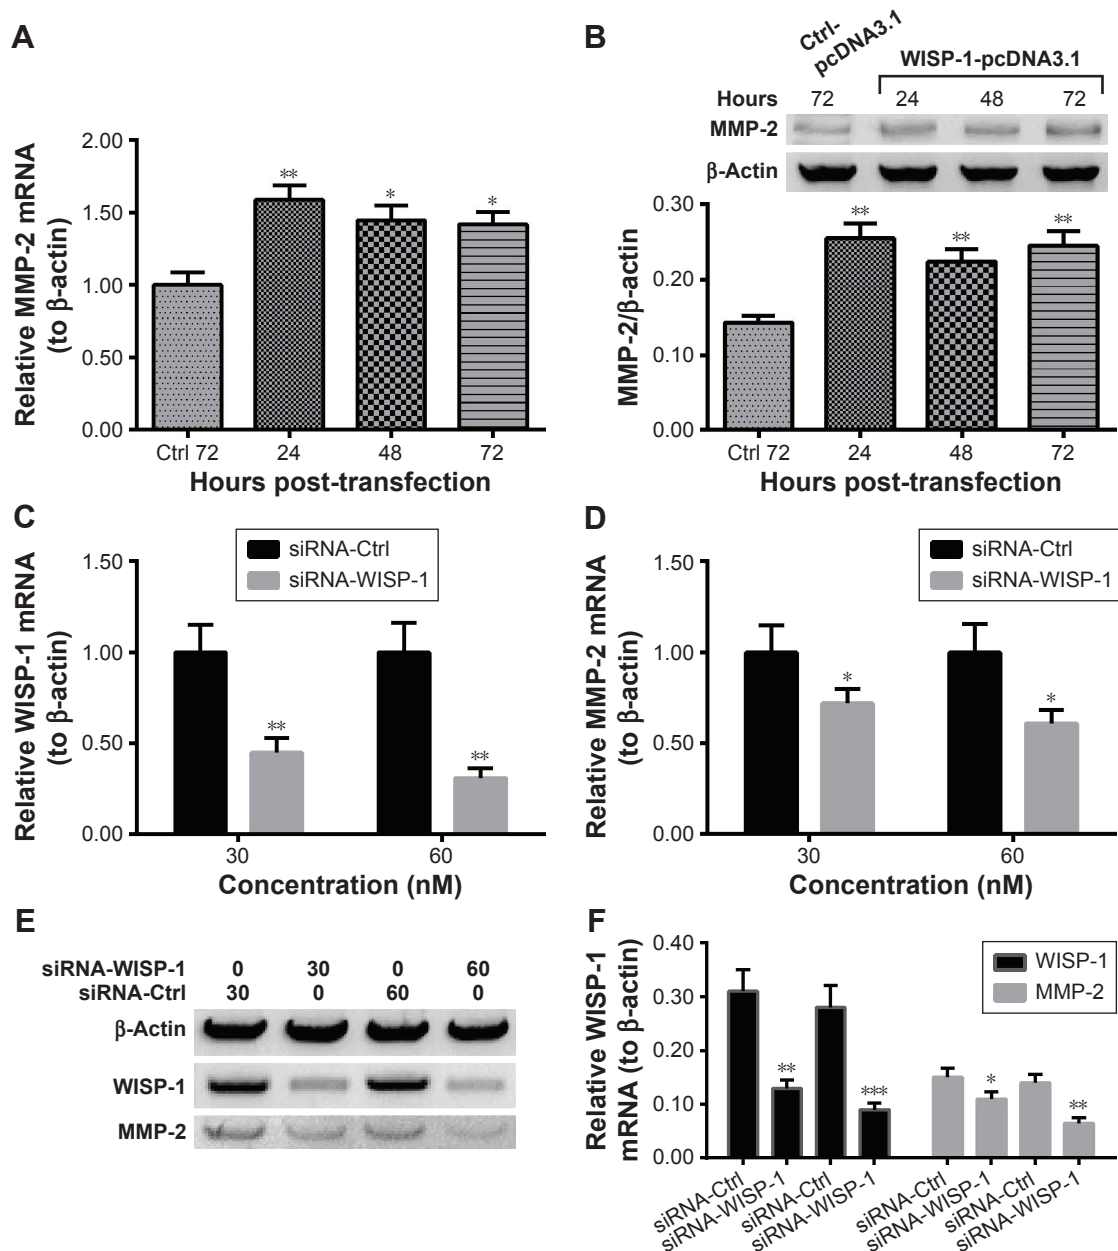 A
Relative MMP-2 mRNA
(to β-actin)
2.00
1.50
1.00
0.50
0.00
**
*
*
Ctrl 72
24
48
72
Hours post-transfection
B
Ctrl-
pcDNA3.1
WISP-1-pcDNA3.1
Hours
72
24
48
72
MMP-2
β-Actin
MMP-2/β-actin
0.30
0.20
0.10
0.00
**
**
**
Ctrl 72
24
48
72
Hours post-transfection
C
siRNA-Ctrl
siRNA-WISP-1
Relative WISP-1 mRNA
(to β-actin)
1.50
1.00
0.50
0.00
**
**
30
60
Concentration (nM)
D
siRNA-Ctrl
siRNA-WISP-1
Relative MMP-2 mRNA
(to β-actin)
1.50
1.00
0.50
0.00
*
*
30
60
Concentration (nM)
E
siRNA-WISP-1 0 30 0 60
siRNA-Ctrl 30 0 60 0
β-Actin
WISP-1
MMP-2
F
WISP-1
MMP-2
Relative WISP-1
mRNA (to β-actin)
0.40
0.30
0.20
0.10
0.00
**
***
*
**
siRNA-Ctrl
siRNA-WISP-1
siRNA-Ctrl
siRNA-WISP-1
siRNA-Ctrl
siRNA-WISP-1
siRNA-Ctrl
siRNA-WISP-1